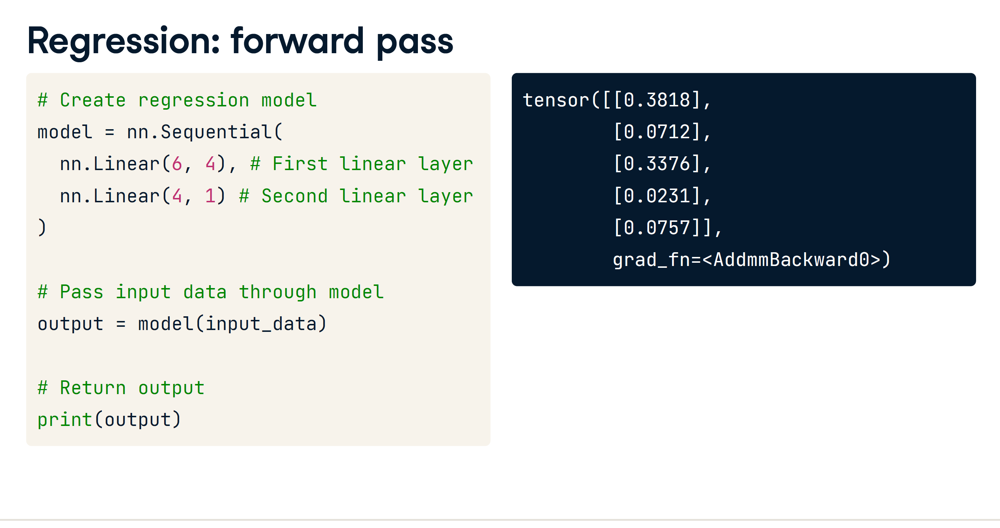 Regression: forward pass
# Create regression model
model = nn.Sequential(
  nn.Linear(6, 4), # First linear layer
  nn.Linear(4, 1) # Second linear layer
)
# Pass input data through model
output = model(input_data)
# Return output
print(output)
tensor([[0.3818],
        [0.0712],
        [0.3376],
        [0.0231],
        [0.0757]],
        grad_fn=<AddmmBackward0>)